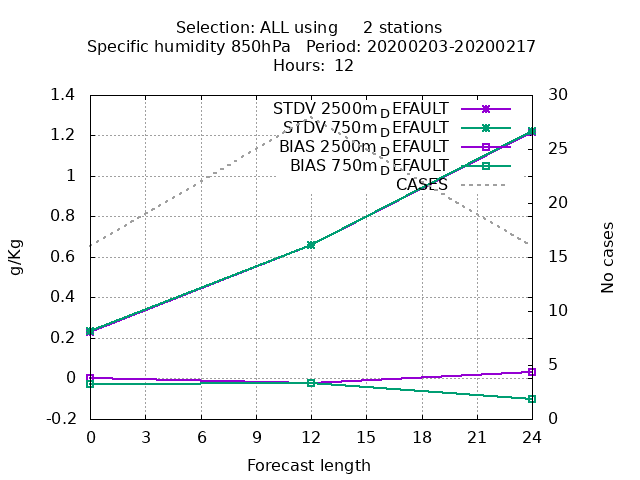 Selection: ALL using     2 stations
Specific humidity 850hPa   Period: 20200203-20200217
Hours: 12
STDV 2500m_DEFAULT
STDV 750m_DEFAULT
BIAS 2500m_DEFAULT
BIAS 750m_DEFAULT
CASES
1.4
1.2
1
0.8
0.6
0.4
0.2
0
-0.2
g/Kg
30
25
20
15
10
5
0
No cases
0 3 6 9 12 15 18 21 24
Forecast length